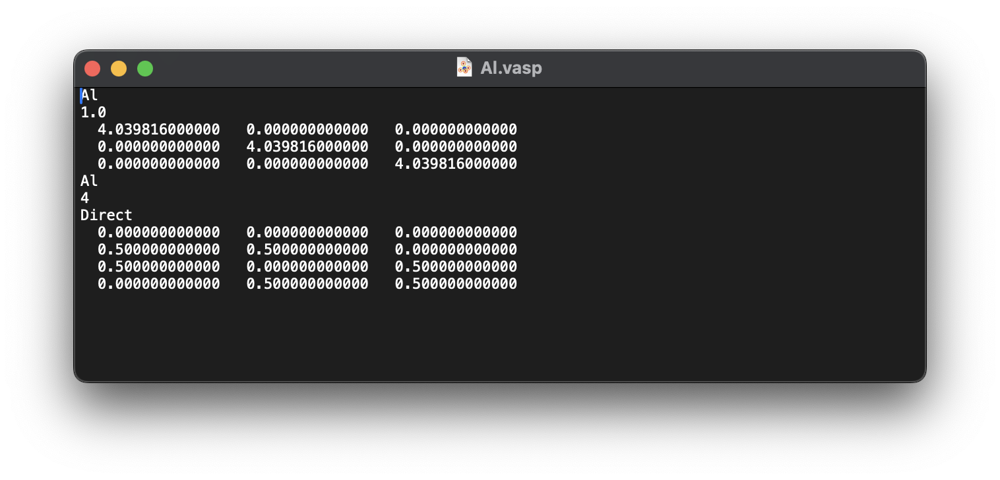 Al.vasp
Al
1.0
4.039816000000 0.000000000000 0.000000000000
0.000000000000 4.039816000000 0.000000000000
0.000000000000 0.000000000000 4.039816000000
Al
4
Direct
0.000000000000 0.000000000000 0.000000000000
0.500000000000 0.500000000000 0.000000000000
0.500000000000 0.000000000000 0.500000000000
0.000000000000 0.500000000000 0.500000000000